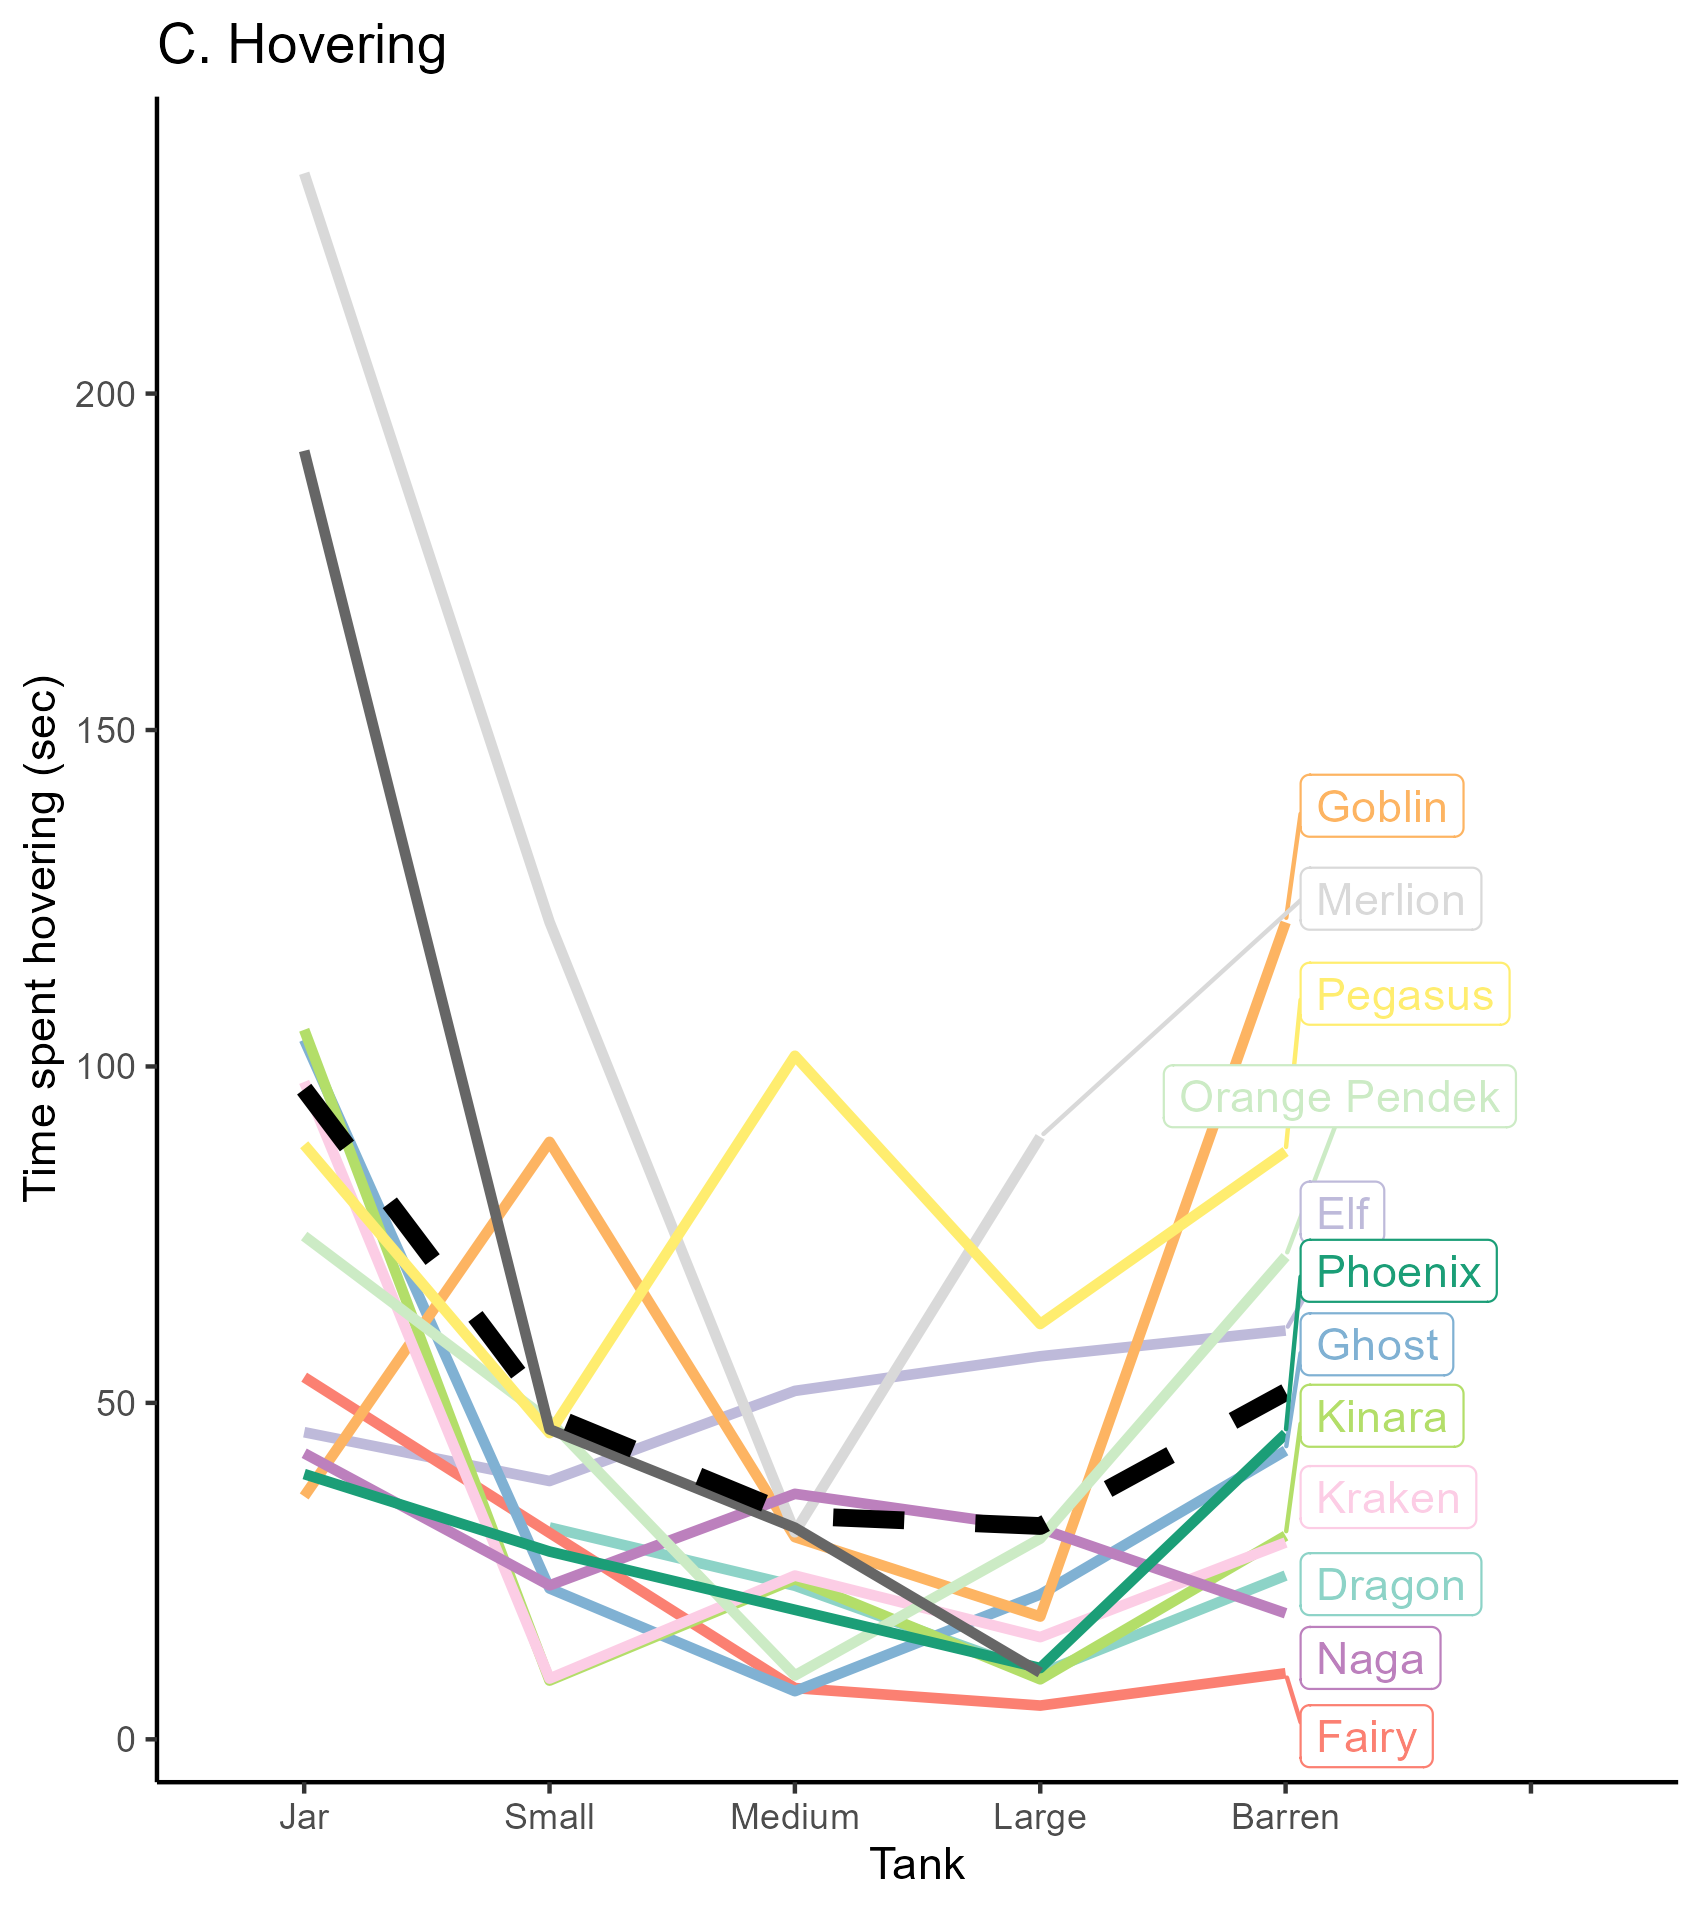 C. Hovering
Time spent hovering (sec)
200
150
100
50
0
Goblin
Merlion
Pegasus
Orange Pendek
Elf
Phoenix
Ghost
Kinara
Kraken
Dragon
Naga
Fairy
Jar Small Medium Large Barren
Tank